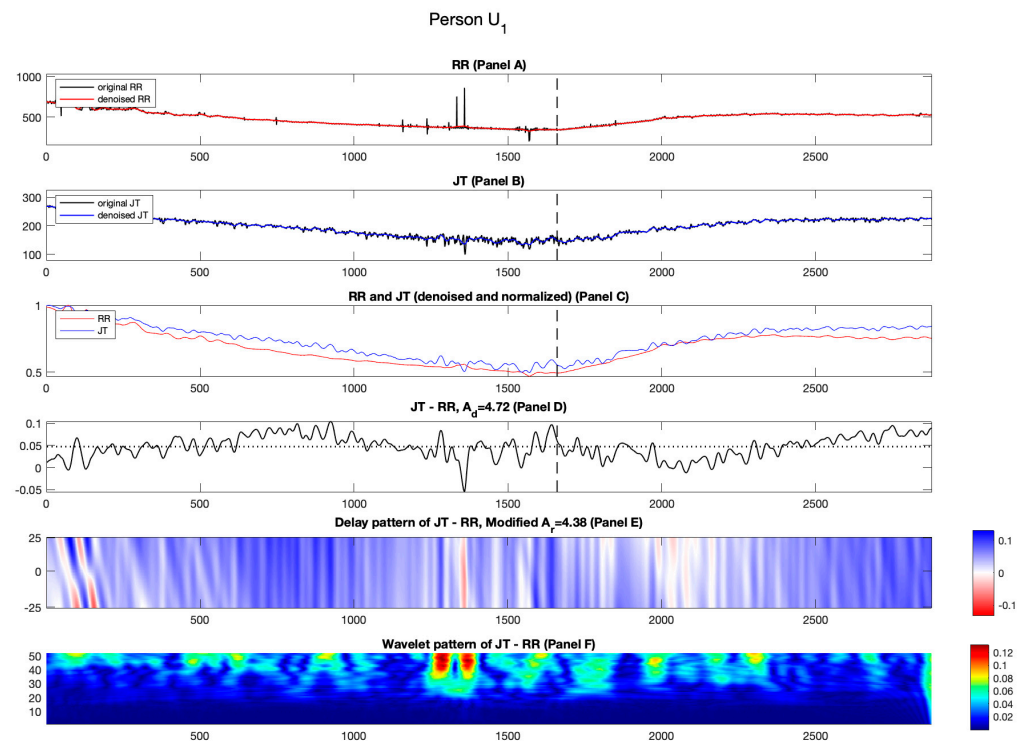 Person U1
RR (Panel A)
1000
500
original RR
denoised RR
0 500 1000 1500 2000 2500
JT (Panel B)
300
200
100
original JT
denoised JT
0 500 1000 1500 2000 2500
RR and JT (denoised and normalized) (Panel C)
1
0.5
RR
JT
0 500 1000 1500 2000 2500
JT - RR, Ad=4.72 (Panel D)
0.1
0.05
0
-0.05
0 500 1000 1500 2000 2500
Delay pattern of JT - RR, Modified Ar=4.38 (Panel E)
25
0
-25
0.1
0
-0.1
500 1000 1500 2000 2500
Wavelet pattern of JT - RR (Panel F)
50
40
30
20
10
0.12
0.10
0.08
0.06
0.04
0.02
500 1000 1500 2000 2500